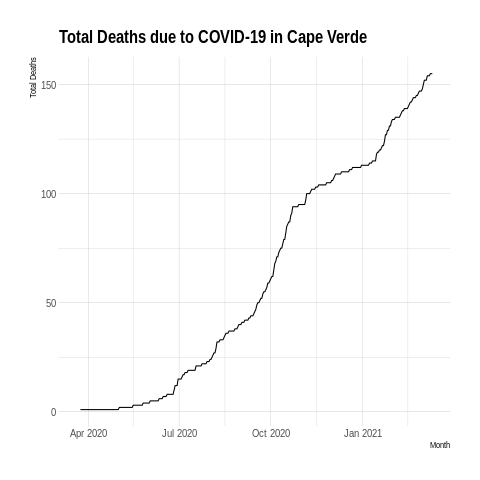 Total Deaths due to COVID-19 in Cape Verde
Total Deaths
150
100
50
0
Apr 2020 Jul 2020 Oct 2020 Jan 2021
Month